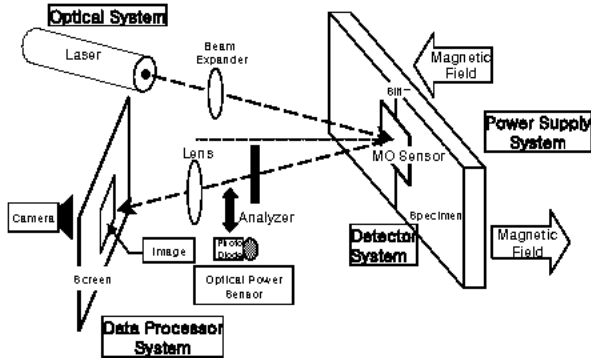 Optical System
Laser
Beam
Expander
Magnetic
Field
Slit
Power Supply
System
MO Sensor
Lens
Analyzer
Camera
Specimen
Detector
System
Magnetic
Field
Photo
Diode
Image
Optical Power
Sensor
Screen
Data Processor
System